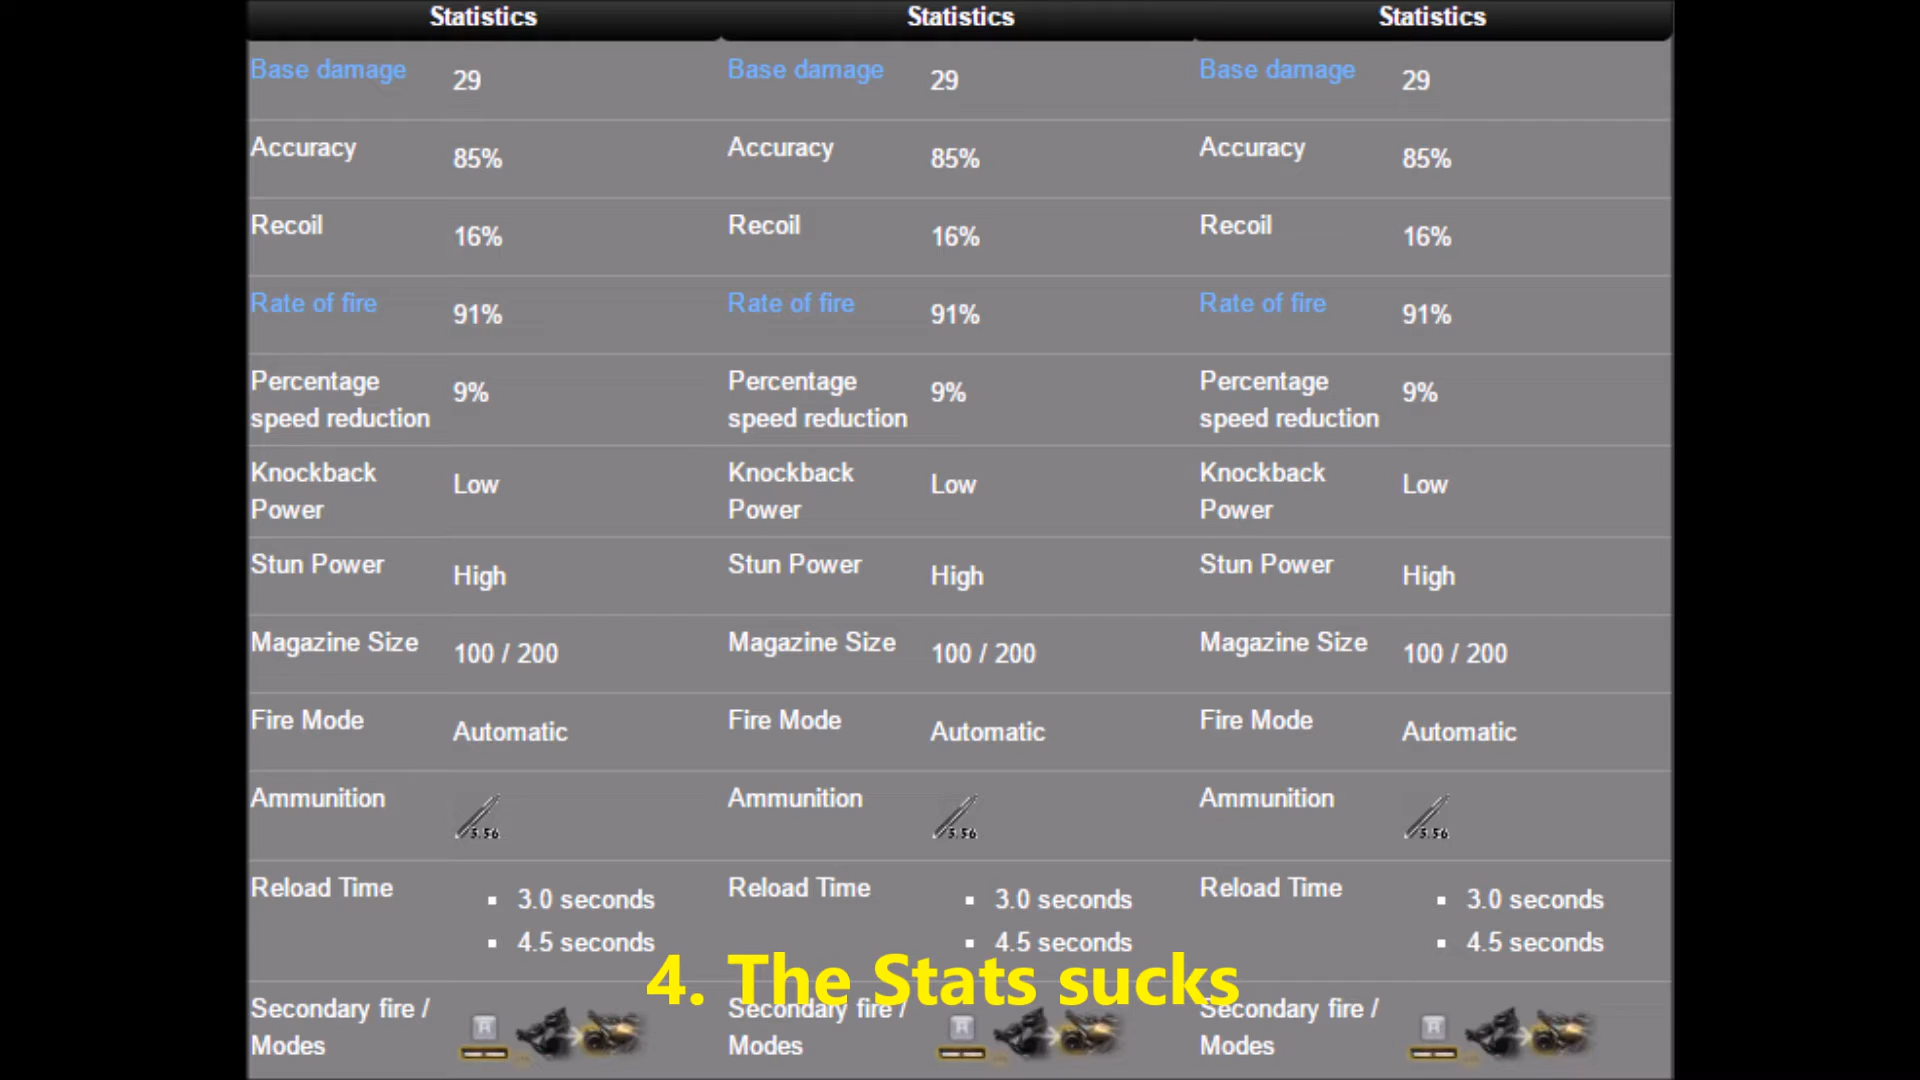 Statistics Statistics Statistics
Base damage 29 Base damage 29 Base damage 29
Accuracy 85% Accuracy 85% Accuracy 85%
Recoil 16% Recoil 16% Recoil 16%
Rate of fire 91% Rate of fire 91% Rate of fire 91%
Percentage speed reduction 9% Percentage speed reduction 9% Percentage speed reduction 9%
Knockback Power Low Knockback Power Low Knockback Power Low
Stun Power High Stun Power High Stun Power High
Magazine Size 100 / 200 Magazine Size 100 / 200 Magazine Size 100 / 200
Fire Mode Automatic Fire Mode Automatic Fire Mode Automatic
Ammunition 5.56 Ammunition 5.56 Ammunition 5.56
Reload Time 3.0 seconds Reload Time 3.0 seconds Reload Time 3.0 seconds
4.5 seconds 4.5 seconds 4.5 seconds
4. The Stats sucks
Secondary fire / Secondary fire / Secondary fire /
Modes R Modes R Modes R